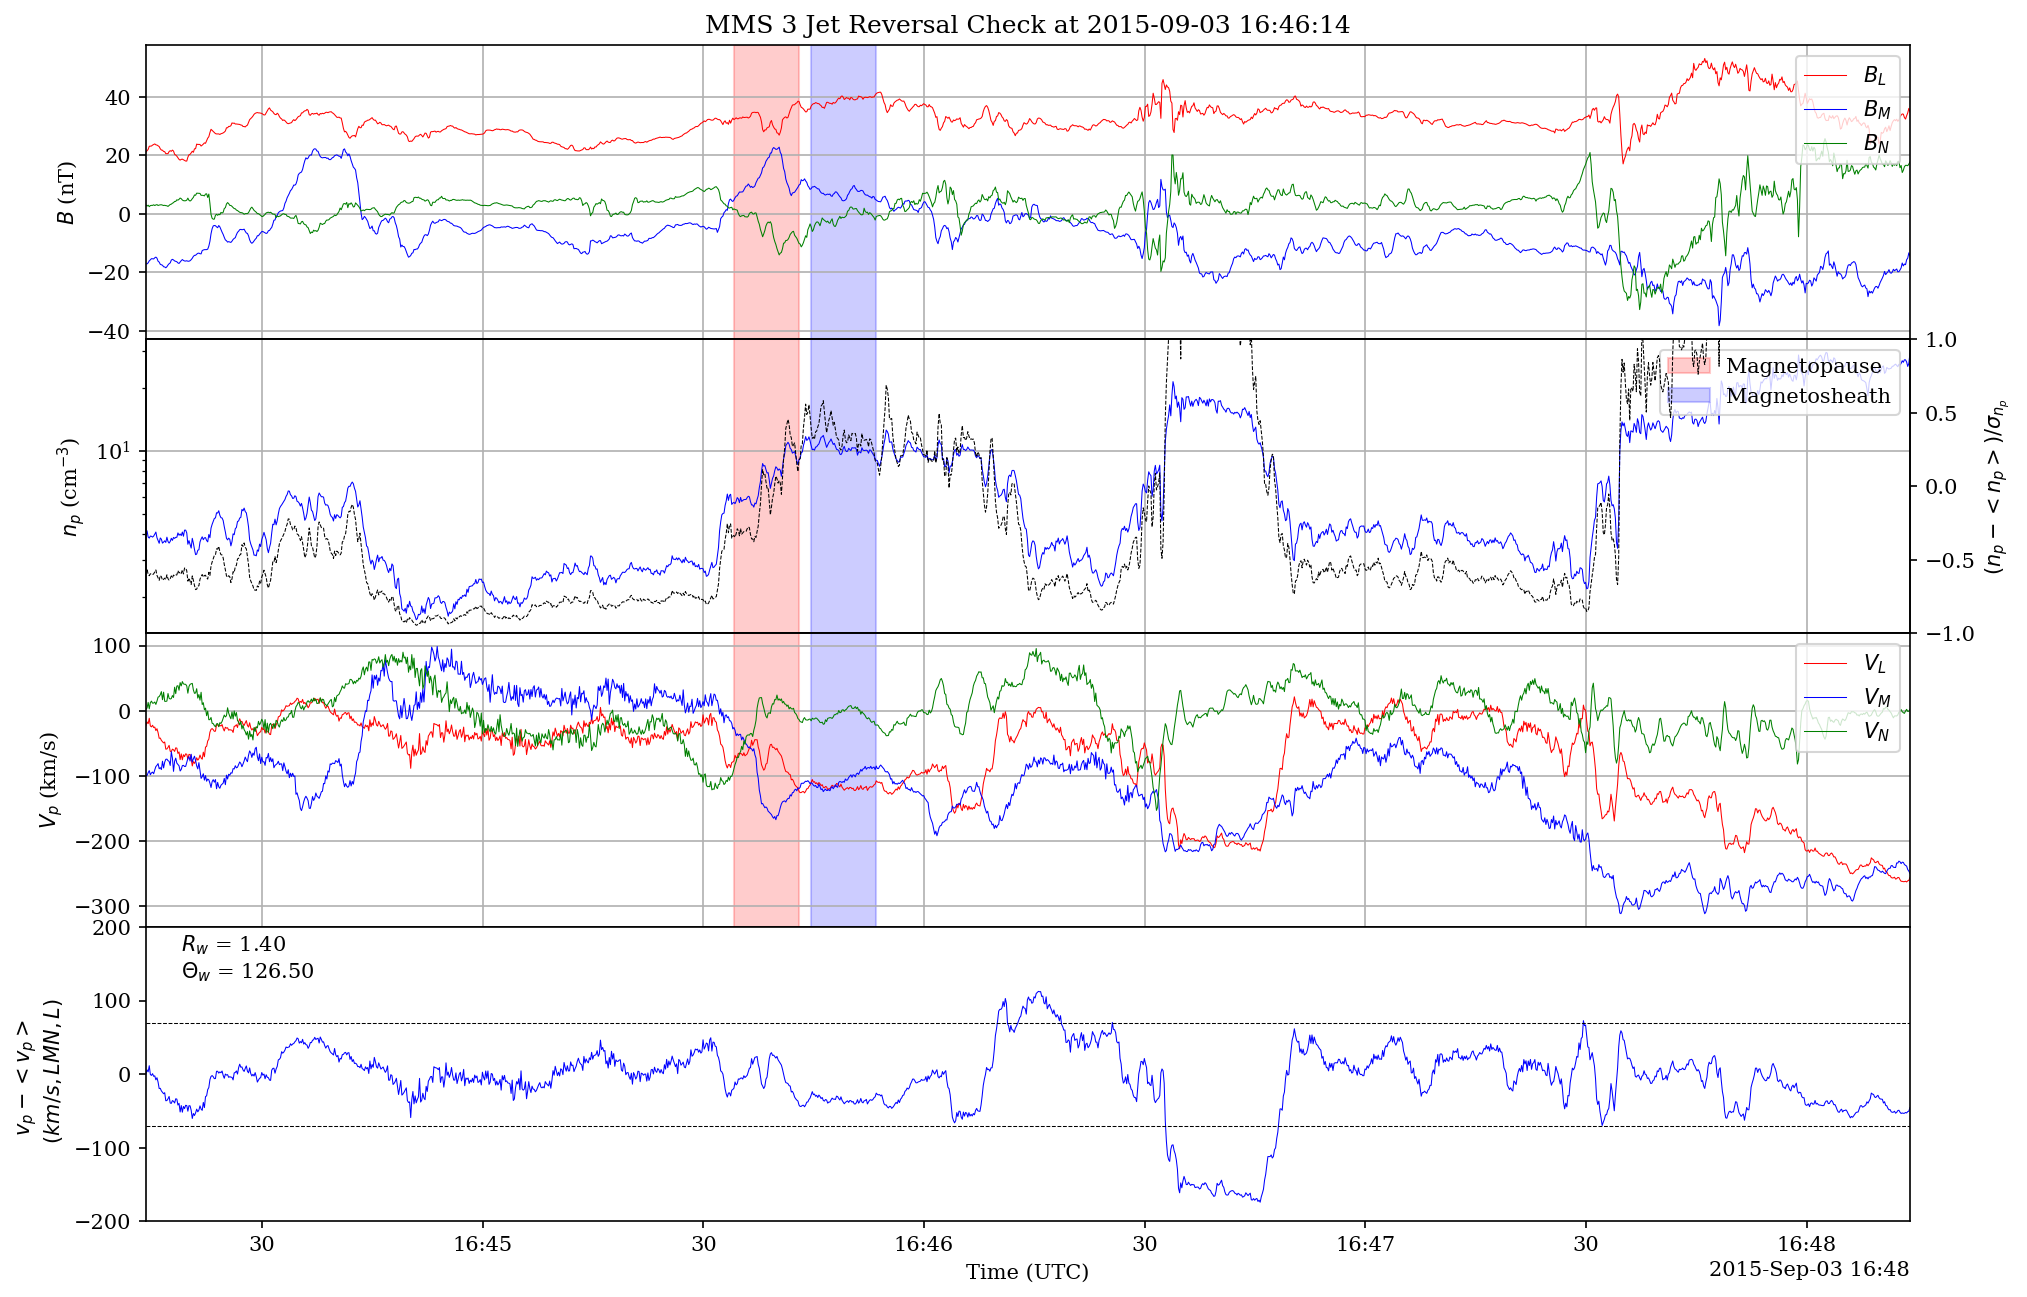 MMS 3 Jet Reversal Check at 2015-09-03 16:46:14
B (nT)
40
20
0
−20
−40
B_L
B_M
B_N
n_p (cm^{-3})
10^1
1.0
0.5
0.0
−0.5
−1.0
(n_p − < n_p >)/σ_{n_p}
Magnetopause
Magnetosheath
V_p (km/s)
100
0
−100
−200
−300
V_L
V_M
V_N
v_p − < v_p >
(km/s, LMN, L)
200
100
0
−100
−200
R_w = 1.40
Θ_w = 126.50
30 16:45 30 16:46 30 16:47 30 16:48
Time (UTC)
2015-Sep-03 16:48